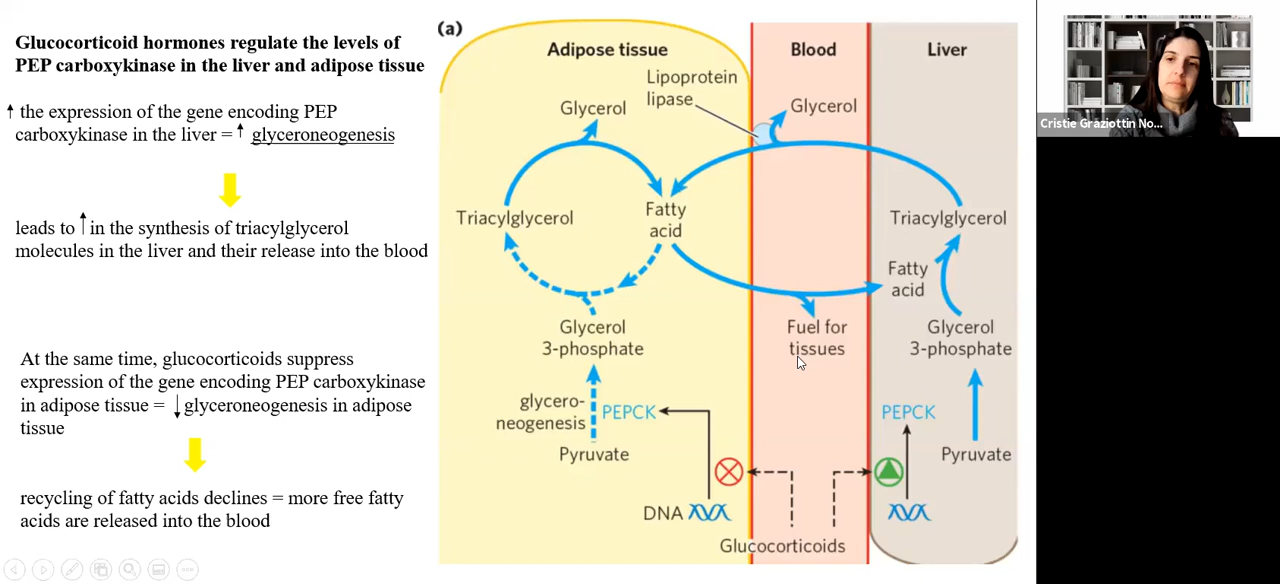 Glucocorticoid hormones regulate the levels of
PEP carboxykinase in the liver and adipose tissue
↑ the expression of the gene encoding PEP
carboxykinase in the liver = ↑ glyceroneogenesis
leads to ↑ in the synthesis of triacylglycerol
molecules in the liver and their release into the blood
At the same time, glucocorticoids suppress
expression of the gene encoding PEP carboxykinase
in adipose tissue = ↓ glyceroneogenesis in adipose
tissue
recycling of fatty acids declines = more free fatty
acids are released into the blood
(a)
Adipose tissue
Blood
Liver
Lipoprotein
lipase
Glycerol
Glycerol
Triacylglycerol
Fatty
acid
Triacylglycerol
Fatty
acid
Glycerol
3-phosphate
Fuel for
tissues
Glycerol
3-phosphate
glycero-
neogenesis
PEPCK
PEPCK
Pyruvate
Pyruvate
DNA
Glucocorticoids
Cristie Graziottin No...